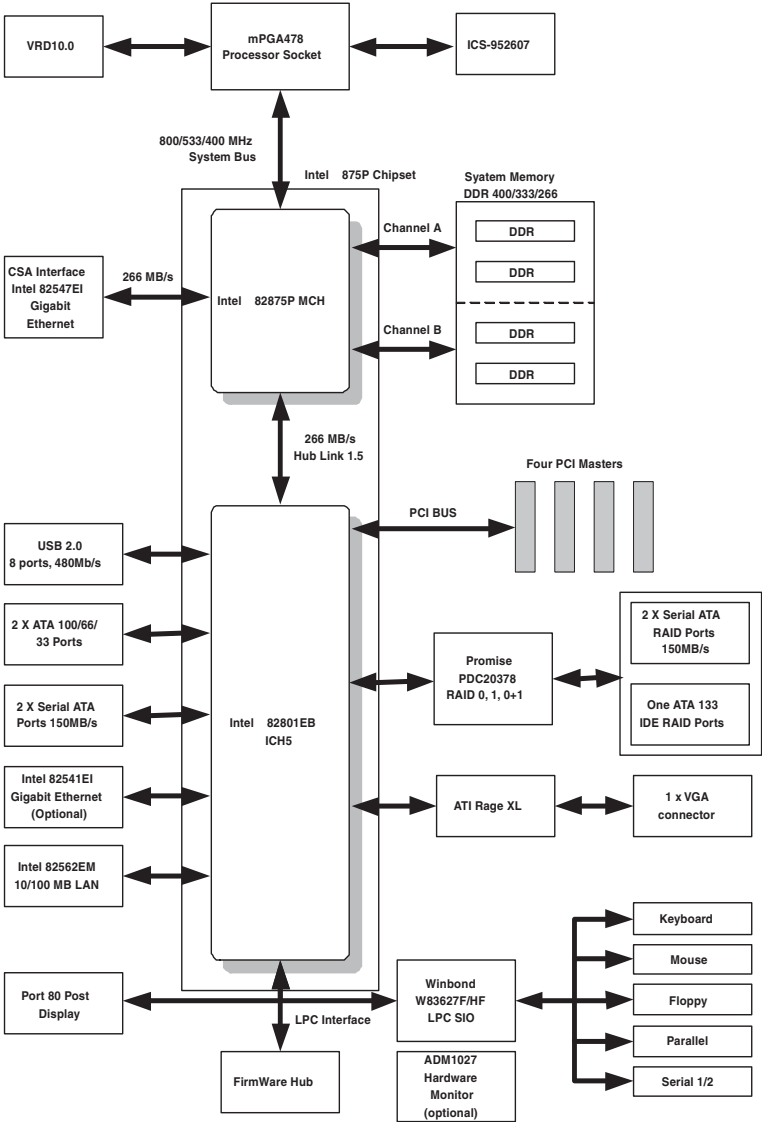 VRD10.0
mPGA478
Processor Socket
ICS-952607
800/533/400 MHz
System Bus
Intel 875P Chipset
Syatem Memory
DDR 400/333/266
Channel A
DDR
DDR
CSA Interface
Intel 82547EI
Gigabit
Ethernet
266 MB/s
Intel 82875P MCH
Channel B
DDR
DDR
266 MB/s
Hub Link 1.5
Four PCI Masters
PCI BUS
USB 2.0
8 ports, 480Mb/s
2 X ATA 100/66/
33 Ports
2 X Serial ATA
Ports 150MB/s
Intel 82541EI
Gigabit Ethernet
(Optional)
Intel 82562EM
10/100 MB LAN
Intel 82801EB
ICH5
Promise
PDC20378
RAID 0, 1, 0+1
2 X Serial ATA
RAID Ports
150MB/s
One ATA 133
IDE RAID Ports
ATI Rage XL
1 x VGA
connector
Port 80 Post
Display
LPC Interface
FirmWare Hub
Winbond
W83627F/HF
LPC SIO
ADM1027
Hardware
Monitor
(optional)
Keyboard
Mouse
Floppy
Parallel
Serial 1/2